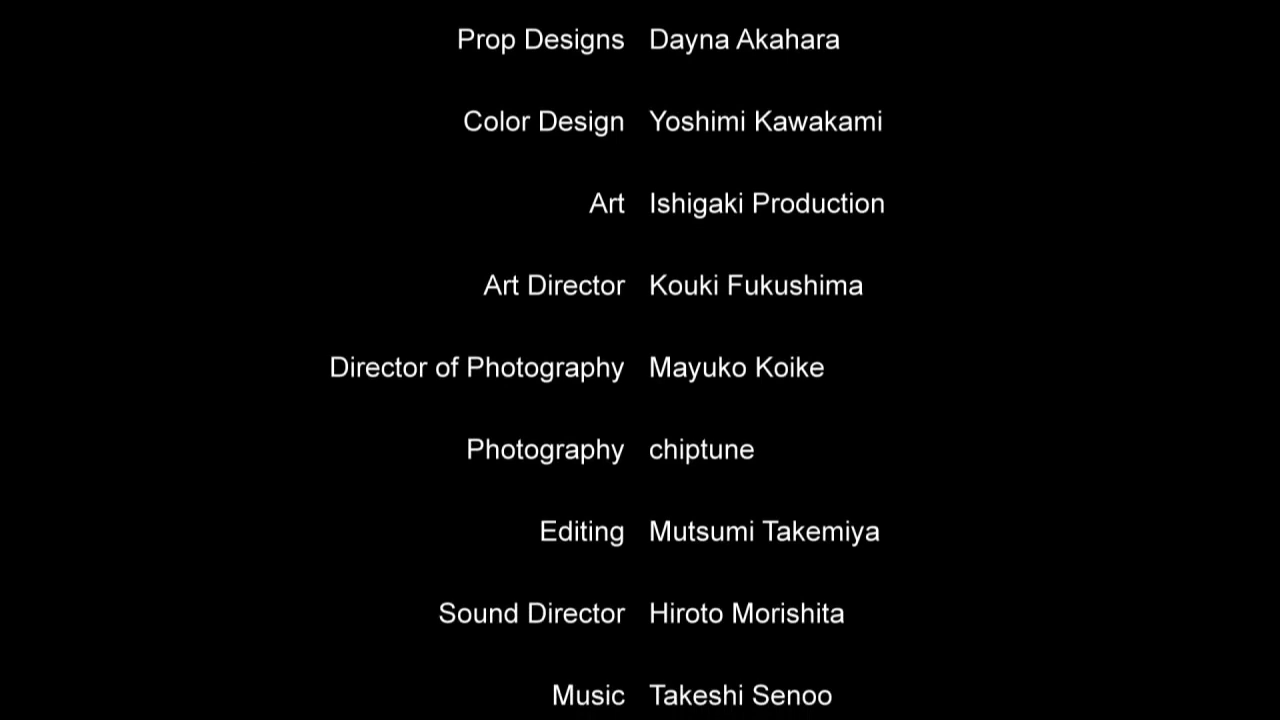 Prop Designs Dayna Akahara
Color Design Yoshimi Kawakami
Art Ishigaki Production
Art Director Kouki Fukushima
Director of Photography Mayuko Koike
Photography chiptune
Editing Mutsumi Takemiya
Sound Director Hiroto Morishita
Music Takeshi Senoo